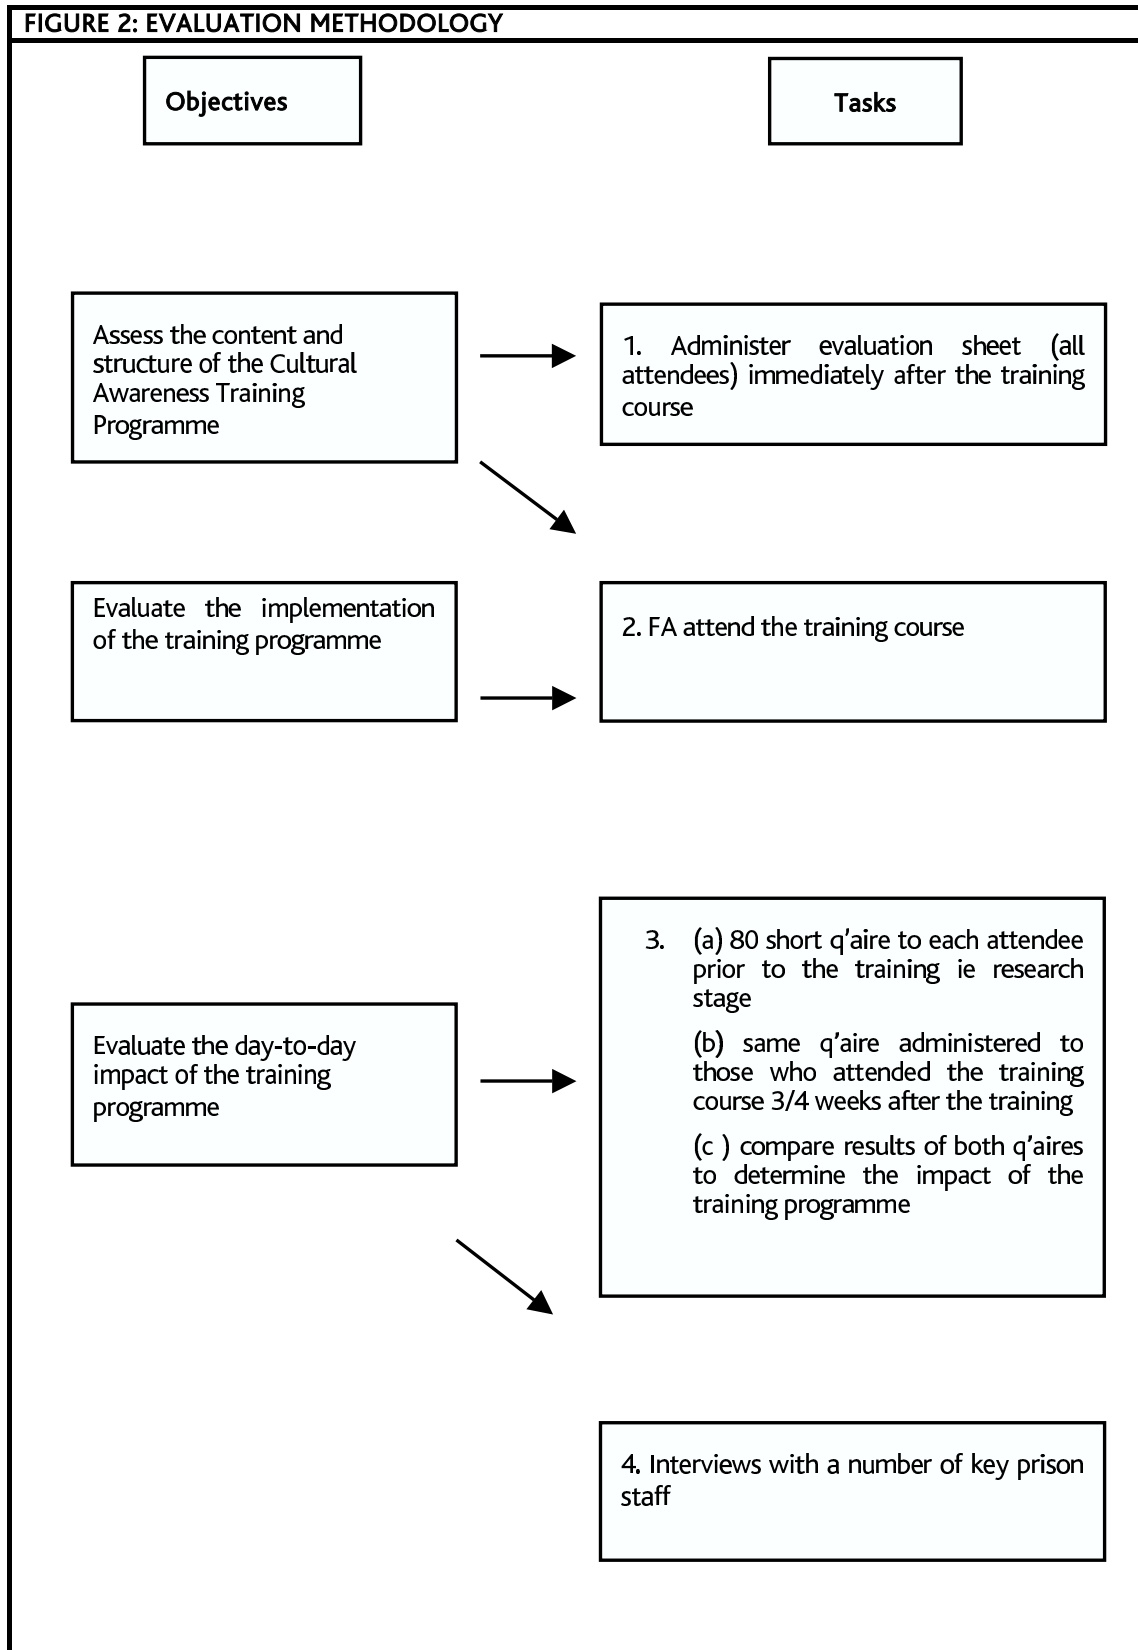 FIGURE 2: EVALUATION METHODOLOGY
Objectives
Tasks
Assess the content and
structure of the Cultural
Awareness Training
Programme
1. Administer evaluation sheet (all
attendees) immediately after the training
course
Evaluate the implementation
of the training programme
2. FA attend the training course
Evaluate the day-to-day
impact of the training
programme
3. (a) 80 short q'aire to each attendee
prior to the training ie research
stage
(b) same q'aire administered to
those who attended the training
course 3/4 weeks after the training
(c ) compare results of both q'aires
to determine the impact of the
training programme
4. Interviews with a number of key prison
staff